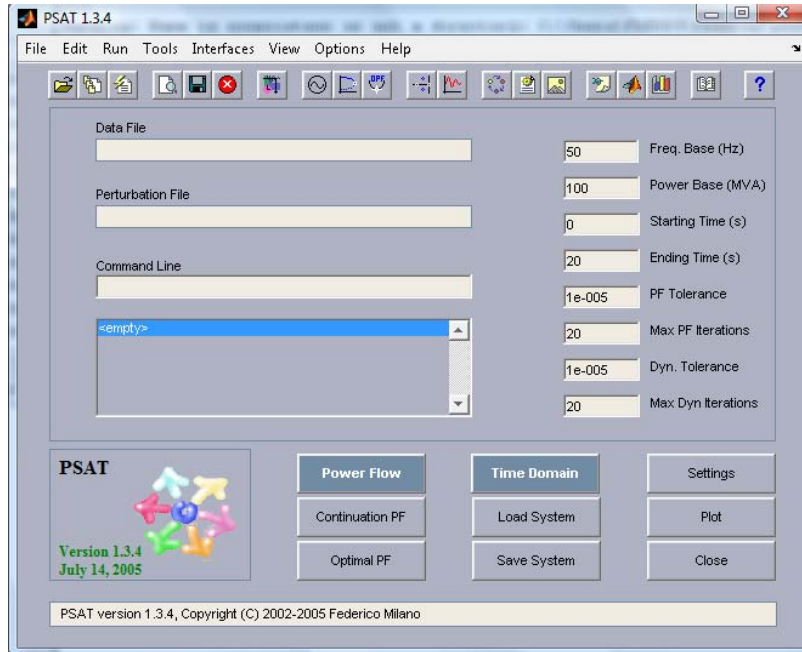 PSAT 1.3.4
File Edit Run Tools Interfaces View Options Help
OPF
?
Data File
50 Freq. Base (Hz)
100 Power Base (MVA)
Perturbation File
0 Starting Time (s)
20 Ending Time (s)
Command Line
1e-005 PF Tolerance
<empty>
20 Max PF Iterations
1e-005 Dyn. Tolerance
20 Max Dyn Iterations
PSAT
Power Flow Time Domain Settings
Continuation PF Load System Plot
Version 1.3.4
July 14, 2005
Optimal PF Save System Close
PSAT version 1.3.4, Copyright (C) 2002-2005 Federico Milano